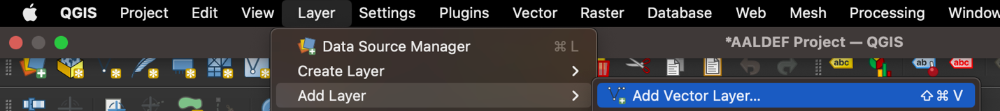 QGIS Project Edit View Layer Settings Plugins Vector Raster Database Web Mesh Processing Window
*AALDEF Project — QGIS
Data Source Manager ⌘ L
abc ab abc
Create Layer
Add Layer
Add Vector Layer... ⇧ ⌘ V